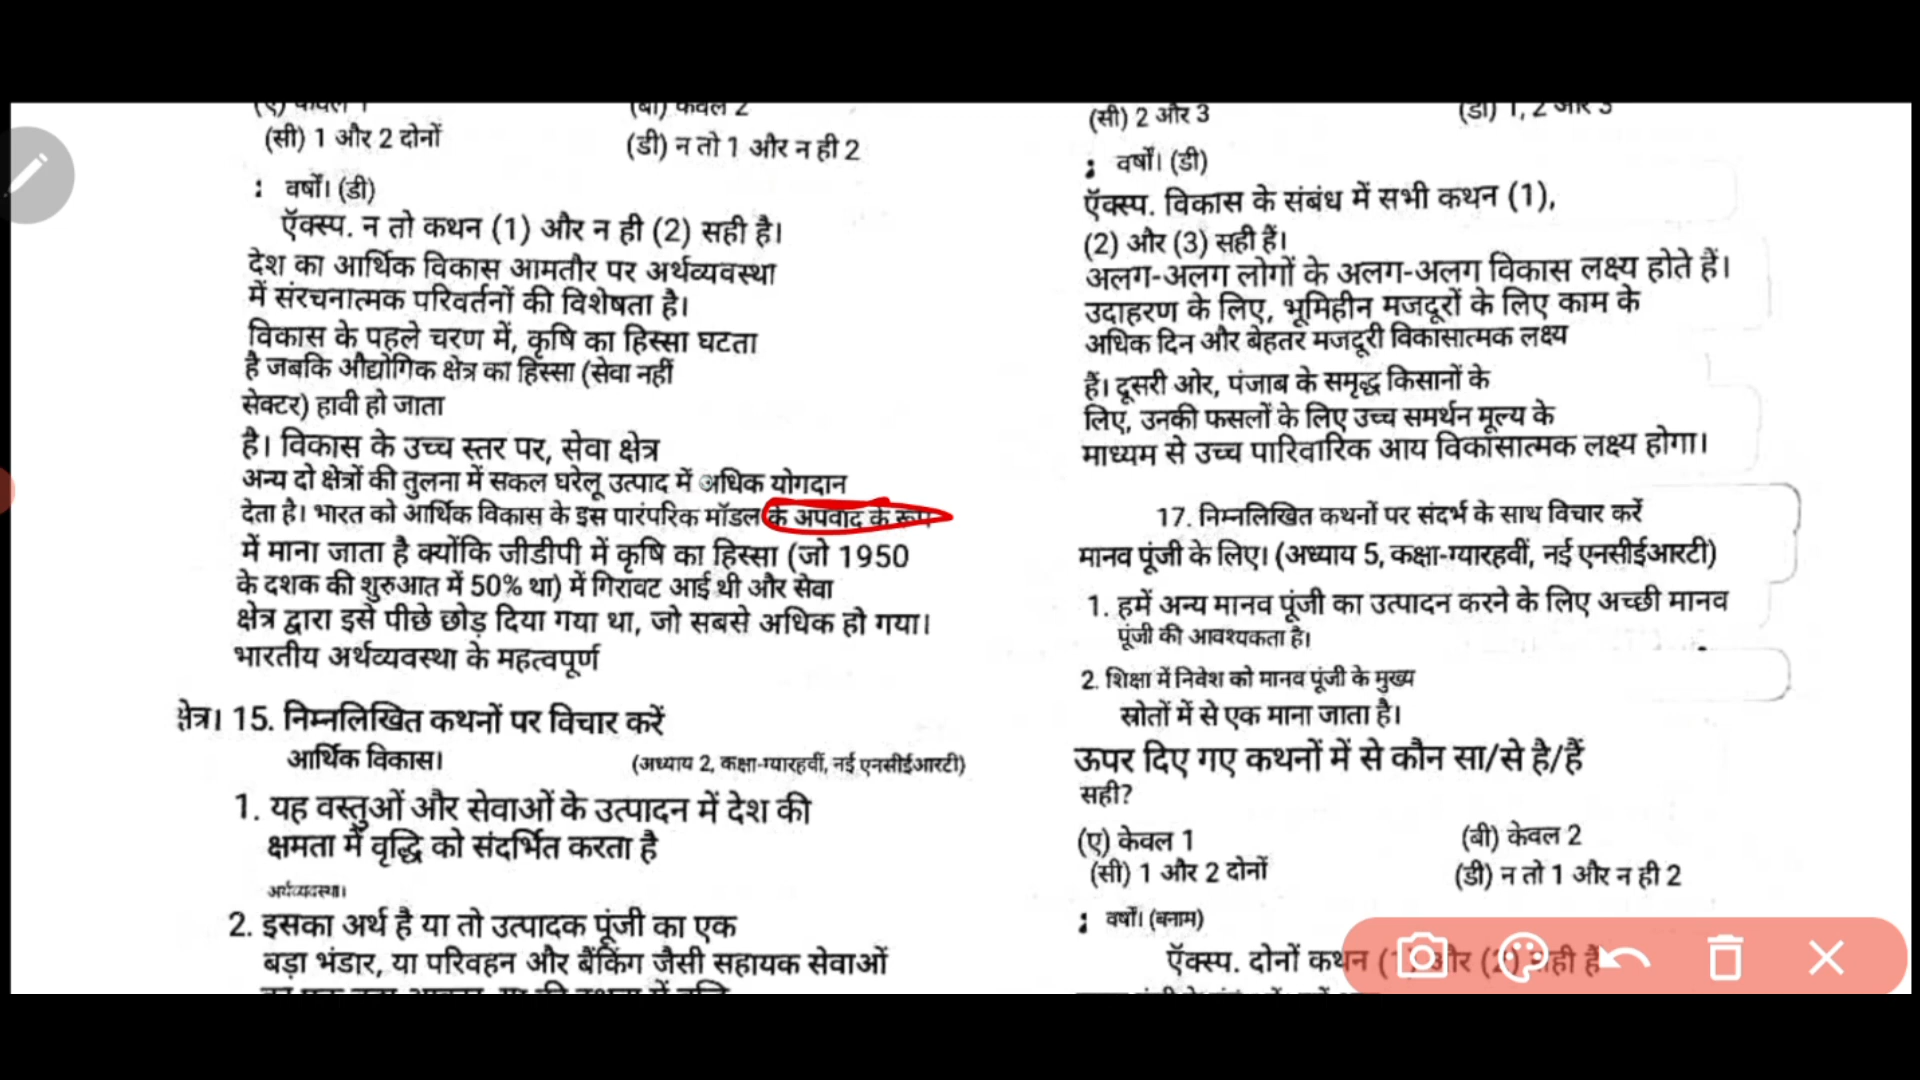 (सी) 1 और 2 दोनों
(डी) न तो 1 और न ही 2
: वर्षों। (डी)
ऍक्स्प. न तो कथन (1) और न ही (2) सही है।
देश का आर्थिक विकास आमतौर पर अर्थव्यवस्था
में संरचनात्मक परिवर्तनों की विशेषता है।
विकास के पहले चरण में, कृषि का हिस्सा घटता
है जबकि औद्योगिक क्षेत्र का हिस्सा (सेवा नहीं
सेक्टर) हावी हो जाता
है। विकास के उच्च स्तर पर, सेवा क्षेत्र
अन्य दो क्षेत्रों की तुलना में सकल घरेलू उत्पाद में अधिक योगदान
देता है। भारत को आर्थिक विकास के इस पारंपरिक मॉडल के अपवाद के रूप
में माना जाता है क्योंकि जीडीपी में कृषि का हिस्सा (जो 1950
के दशक की शुरुआत में 50% था) में गिरावट आई थी और सेवा
क्षेत्र द्वारा इसे पीछे छोड़ दिया गया था, जो सबसे अधिक हो गया।
भारतीय अर्थव्यवस्था के महत्वपूर्ण
क्षेत्र। 15. निम्नलिखित कथनों पर विचार करें
आर्थिक विकास।
(अध्याय 2, कक्षा-ग्यारहवीं, नई एनसीईआरटी)
1. यह वस्तुओं और सेवाओं के उत्पादन में देश की
क्षमता में वृद्धि को संदर्भित करता है
अर्थव्यवस्था।
2. इसका अर्थ है या तो उत्पादक पूंजी का एक
बड़ा भंडार, या परिवहन और बैंकिंग जैसी सहायक सेवाओं
(सी) 2 और 3
(डी) 1, 2 और 3
: वर्षों। (डी)
ऍक्स्प. विकास के संबंध में सभी कथन (1),
(2) और (3) सही हैं।
अलग-अलग लोगों के अलग-अलग विकास लक्ष्य होते हैं।
उदाहरण के लिए, भूमिहीन मजदूरों के लिए काम के
अधिक दिन और बेहतर मजदूरी विकासात्मक लक्ष्य
हैं। दूसरी ओर, पंजाब के समृद्ध किसानों के
लिए, उनकी फसलों के लिए उच्च समर्थन मूल्य के
माध्यम से उच्च पारिवारिक आय विकासात्मक लक्ष्य होगा।
17. निम्नलिखित कथनों पर संदर्भ के साथ विचार करें
मानव पूंजी के लिए। (अध्याय 5, कक्षा-ग्यारहवीं, नई एनसीईआरटी)
1. हमें अन्य मानव पूंजी का उत्पादन करने के लिए अच्छी मानव
पूंजी की आवश्यकता है।
2. शिक्षा में निवेश को मानव पूंजी के मुख्य
स्रोतों में से एक माना जाता है।
ऊपर दिए गए कथनों में से कौन सा/से है/हैं
सही?
(ए) केवल 1
(बी) केवल 2
(सी) 1 और 2 दोनों
(डी) न तो 1 और न ही 2
: वर्षों। (बनाम)
ऍक्स्प. दोनों कथन (1) और (2) सही हैं